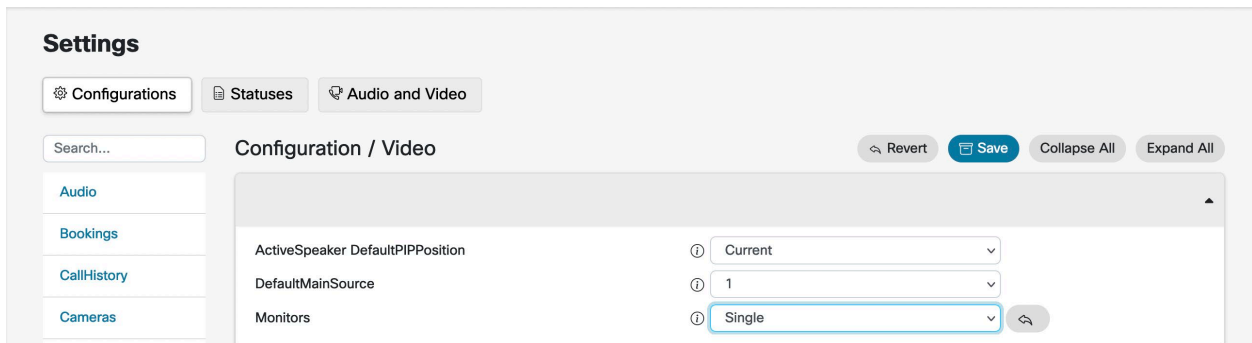 Settings
Configurations Statuses Audio and Video
Search... Configuration / Video Revert Save Collapse All Expand All
Audio
Bookings
ActiveSpeaker DefaultPIPPosition Current
CallHistory
DefaultMainSource 1
Cameras
Monitors Single